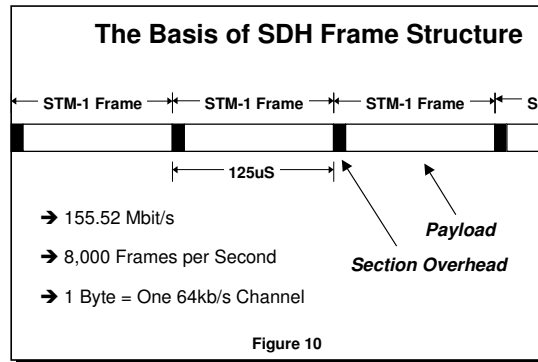 The Basis of SDH Frame Structure
STM-1 Frame STM-1 Frame STM-1 Frame S
125uS
➔ 155.52 Mbit/s
➔ 8,000 Frames per Second
➔ 1 Byte = One 64kb/s Channel
Payload
Section Overhead
Figure 10